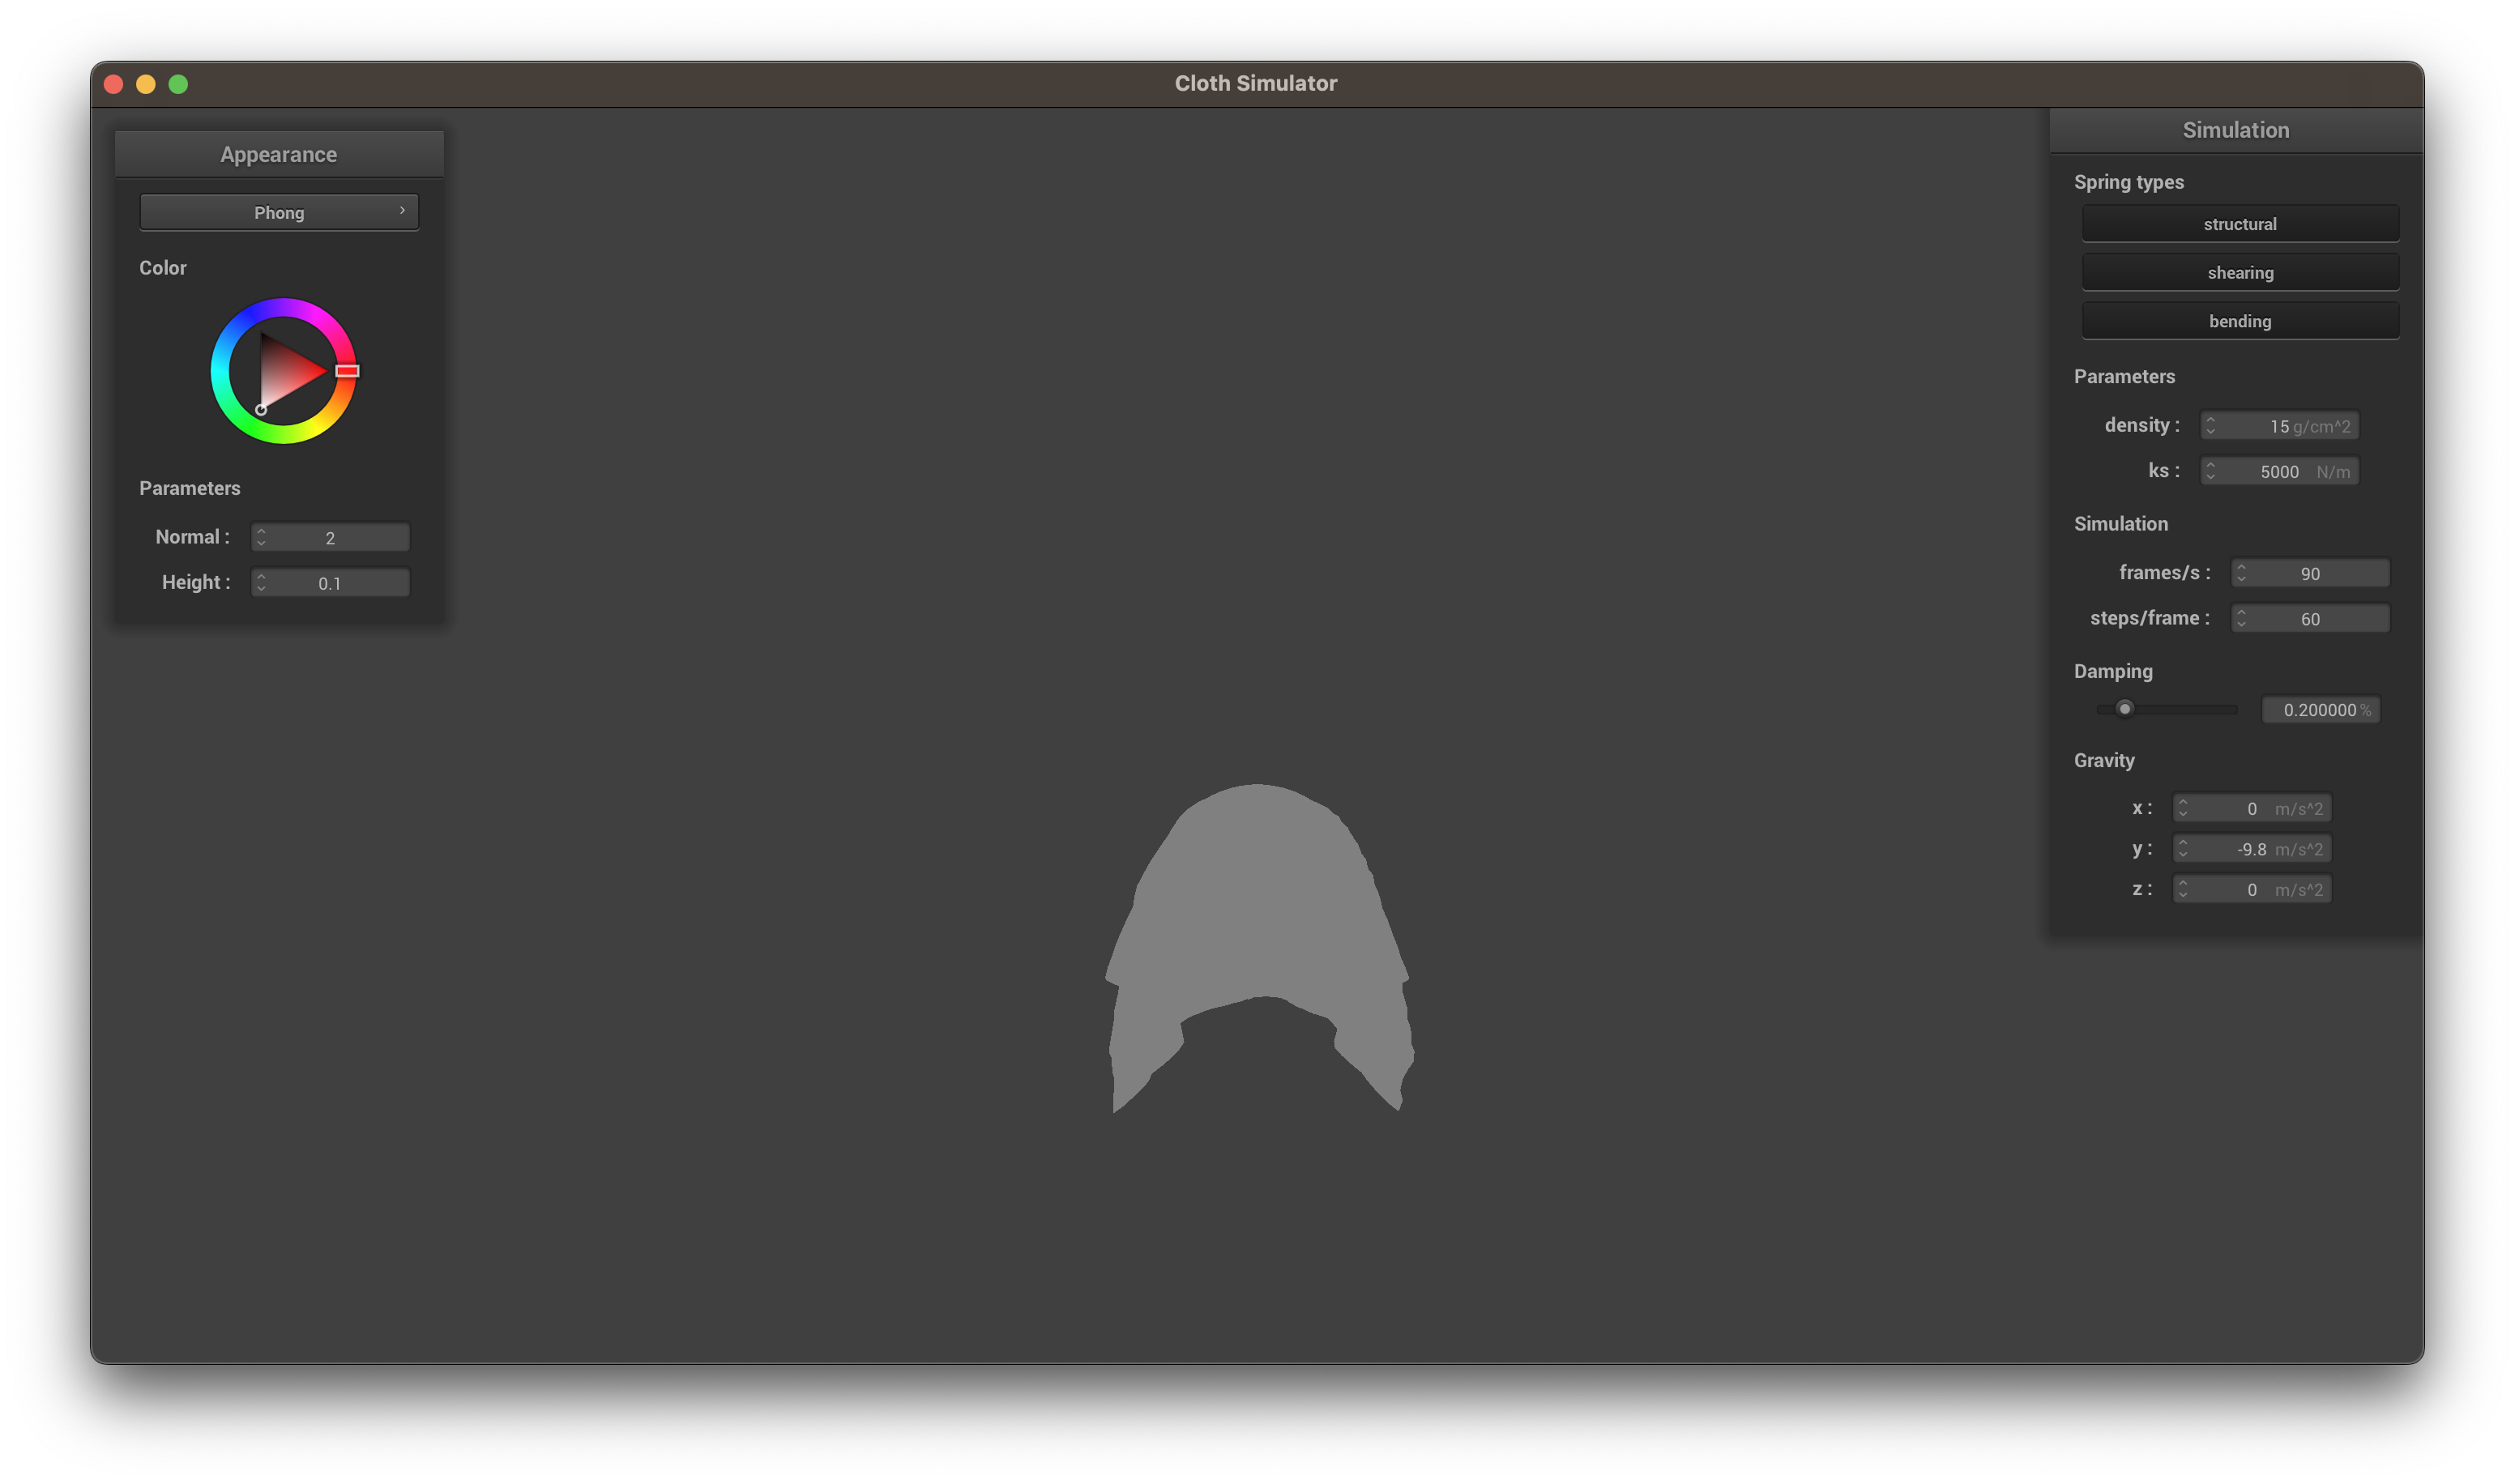 Cloth Simulator
Appearance
Phong
Color
Parameters
Normal : 2
Height : 0.1
Simulation
Spring types
structural
shearing
bending
Parameters
density : 15 g/cm^2
ks : 5000 N/m
Simulation
frames/s : 90
steps/frame : 60
Damping
0.200000 %
Gravity
x : 0 m/s^2
y : -9.8 m/s^2
z : 0 m/s^2